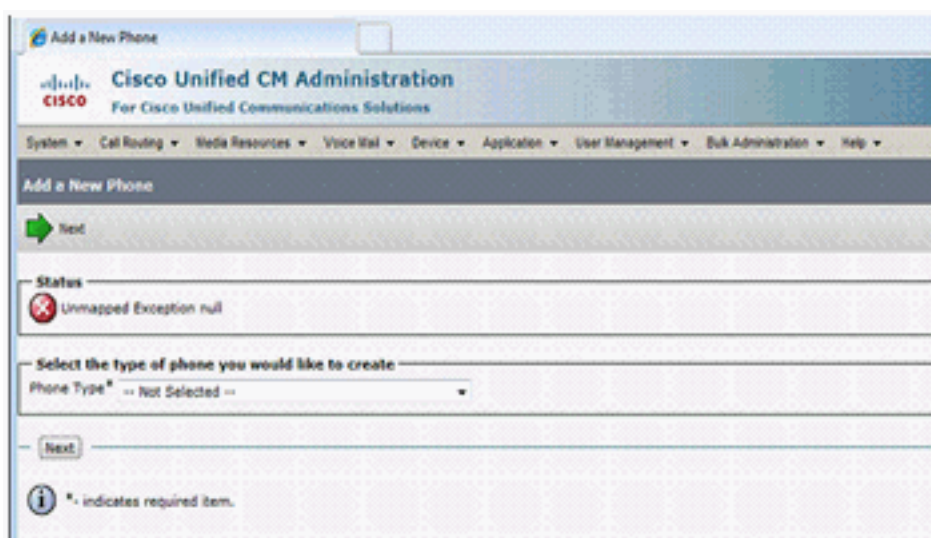 Add a New Phone
CISCO
Cisco Unified CM Administration
For Cisco Unified Communications Solutions
System Call Routing Media Resources Voice Mail Device Application User Management Bulk Administration Help
Add a New Phone
Next
Status
Unmapped Exception null
Select the type of phone you would like to create
Phone Type* -- Not Selected --
Next
*- indicates required item.